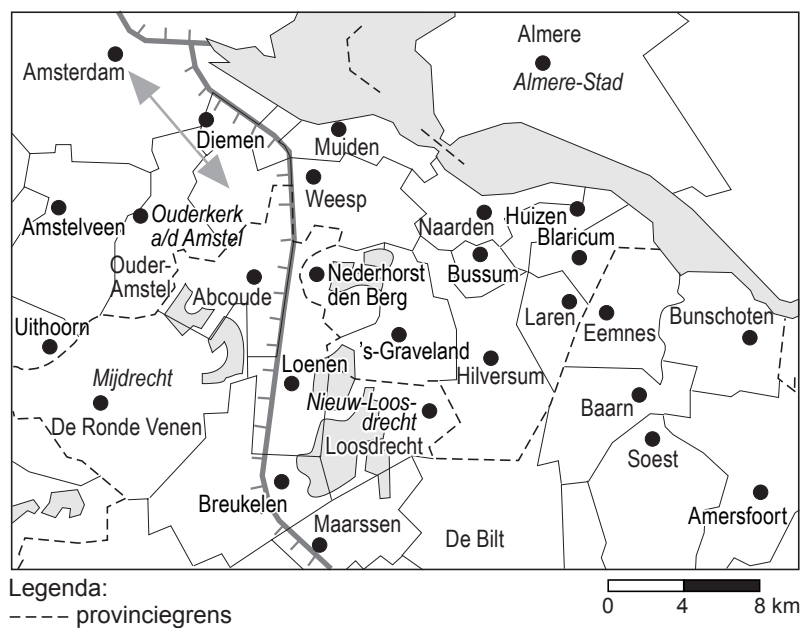 Almere
Almere-Stad
Amsterdam
Diemen
Muiden
Weesp
Amstelveen
Ouderkerk
a/d Amstel
Naarden
Huizen
Blaricum
Ouder-
Amstel
Abcoude
Nederhorst
den Berg
Bussum
Laren
Eemnes
Bunschoten
Uithoorn
's-Graveland
Loenen
Hilversum
Mijdrecht
De Ronde Venen
Nieuw-Loos-
drecht
Loosdrecht
Baarn
Soest
Breukelen
Amersfoort
Maarssen
De Bilt
Legenda:
provinciegrens
0 4 8 km